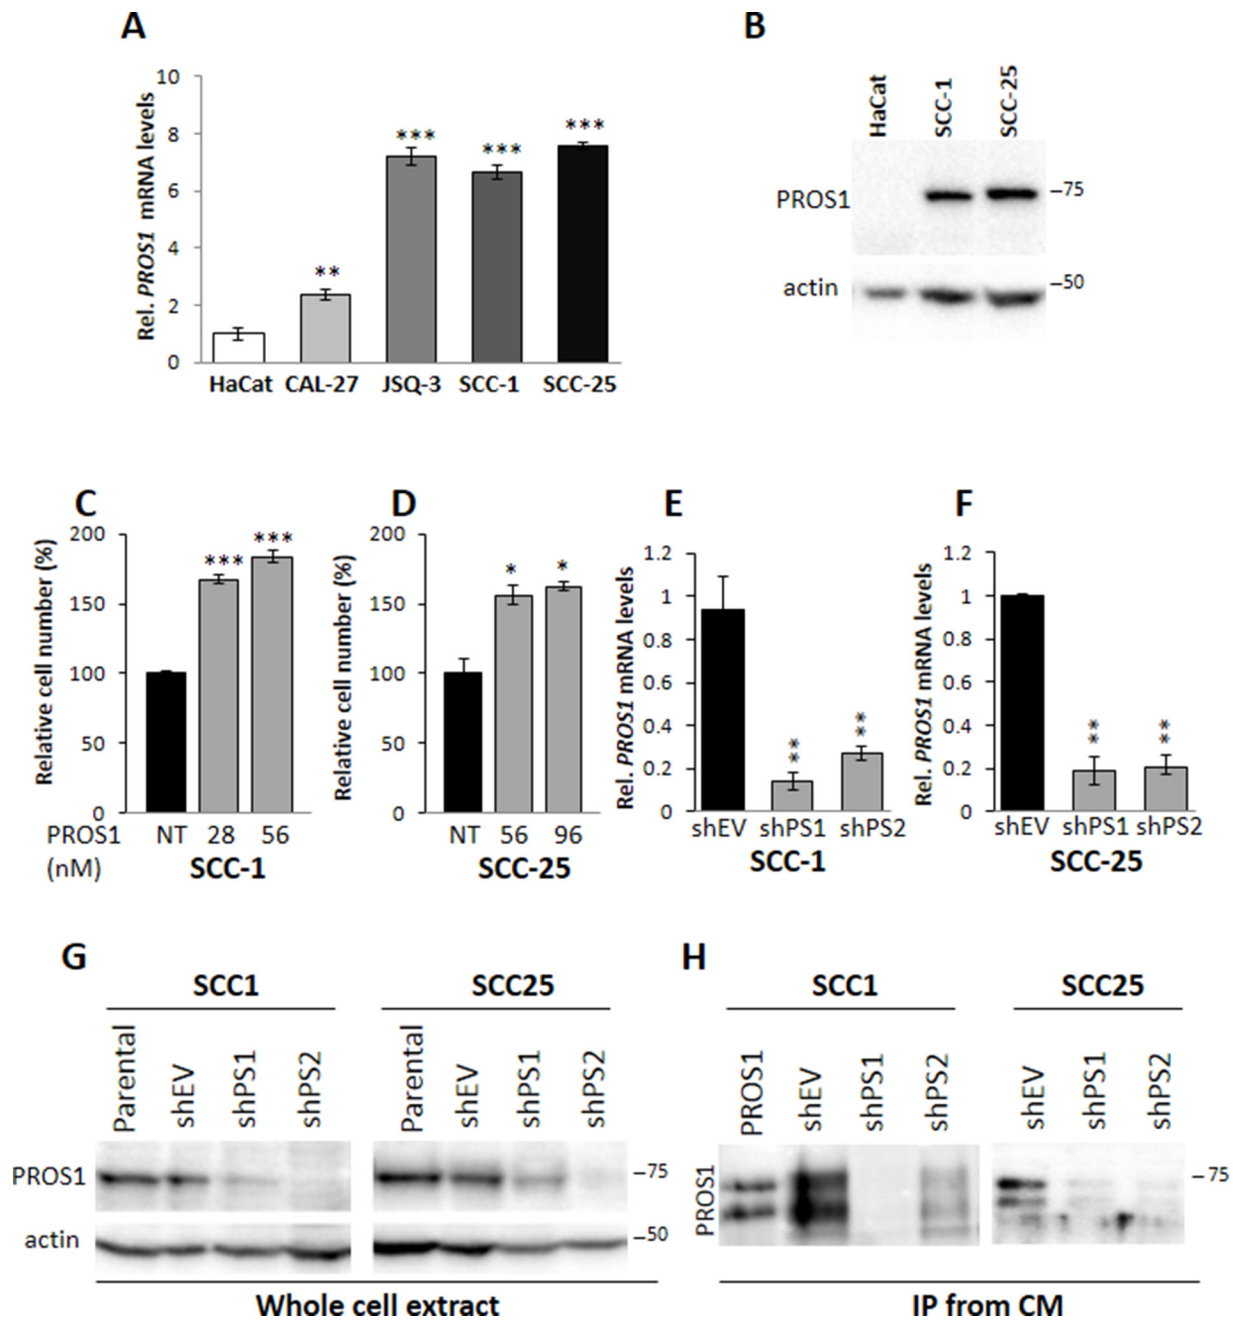 A
Rel. PROS1 mRNA levels
10
8
6
4
2
0
***
***
***
**
HaCat CAL-27 JSQ-3 SCC-1 SCC-25
B
HaCat SCC-1 SCC-25
PROS1
–75
actin
–50
C
Relative cell number (%)
200
150
100
50
0
***
***
PROS1 (nM)
NT 28 56
SCC-1
D
Relative cell number (%)
200
150
100
50
0
* *
NT 56 96
SCC-25
E
Rel. PROS1 mRNA levels
1.2
1
0.8
0.6
0.4
0.2
0
**
**
shEV shPS1 shPS2
SCC-1
F
Rel. PROS1 mRNA levels
1.2
1
0.8
0.6
0.4
0.2
0
** **
shEV shPS1 shPS2
SCC-25
G
SCC1 SCC25
Parental shEV shPS1 shPS2 Parental shEV shPS1 shPS2
PROS1
–75
actin
–50
Whole cell extract
H
SCC1 SCC25
PROS1 shEV shPS1 shPS2 shEV shPS1 shPS2
PROS1
–75
IP from CM